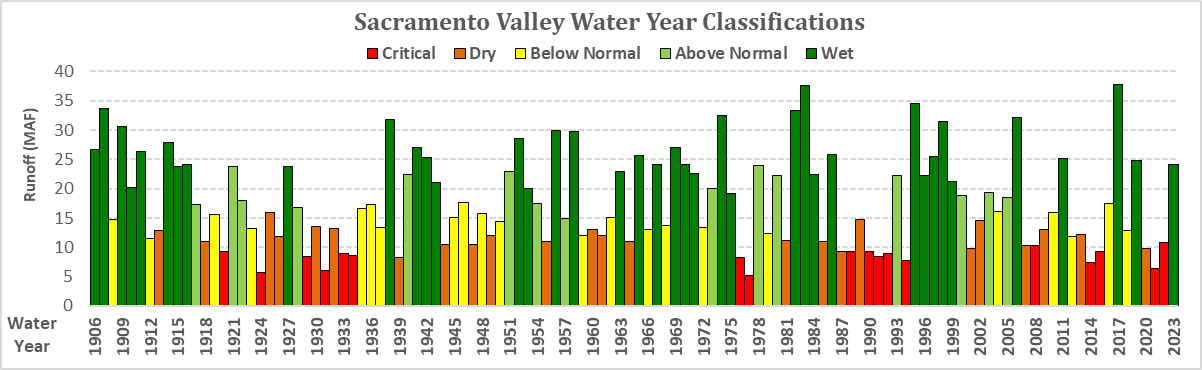 Sacramento Valley Water Year Classifications
Critical Dry Below Normal Above Normal Wet
Runoff (MAF)
40
35
30
25
20
15
10
5
0
Water
Year
1906 1909 1912 1915 1918 1921 1924 1927 1930 1933 1936 1939 1942 1945 1948 1951 1954 1957 1960 1963 1966 1969 1972 1975 1978 1981 1984 1987 1990 1993 1996 1999 2002 2005 2008 2011 2014 2017 2020 2023